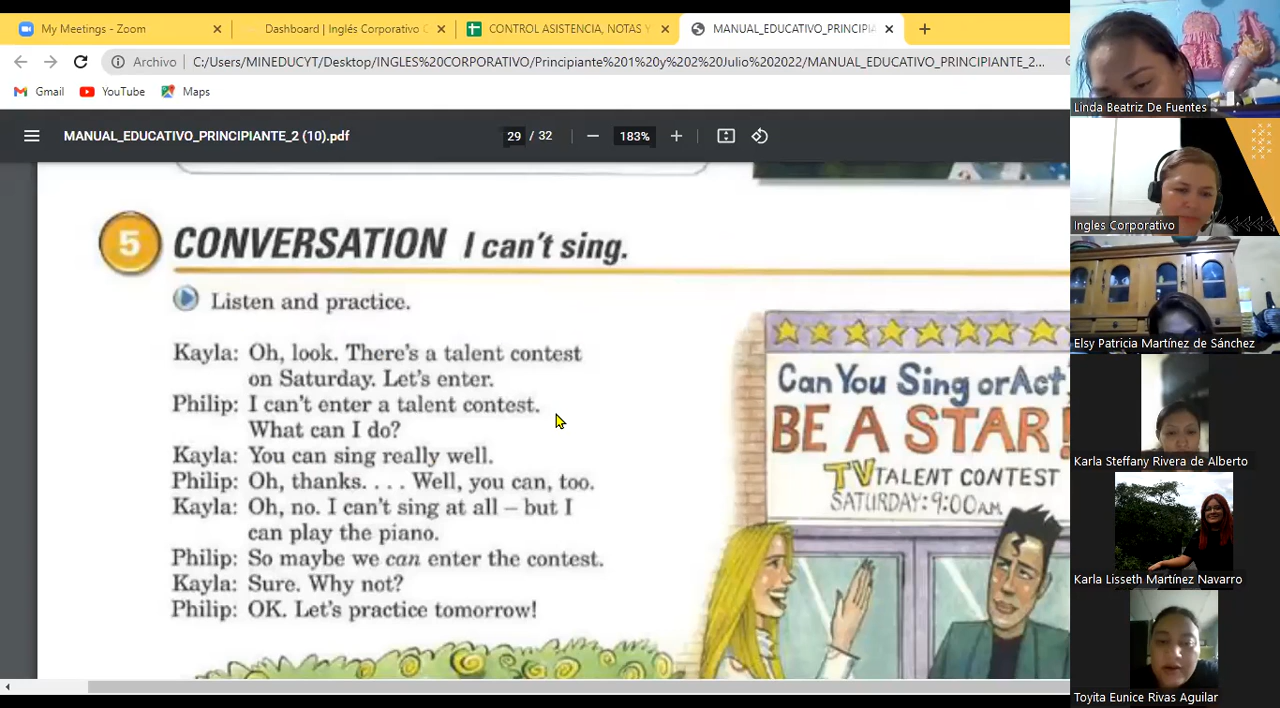 My Meetings - Zoom
Dashboard | Inglés Corporativo C
CONTROL ASISTENCIA, NOTAS Y
MANUAL_EDUCATIVO_PRINCIPIA
Archivo
C:/Users/MINEDUCYT/Desktop/INGLES%20CORPORATIVO/Principiante%201%20y%202%20Julio%202022/MANUAL_EDUCATIVO_PRINCIPIANTE_2...
Gmail
YouTube
Maps
MANUAL_EDUCATIVO_PRINCIPIANTE_2 (10).pdf
29 / 32
183%
5 CONVERSATION I can't sing.
Listen and practice.
Kayla: Oh, look. There's a talent contest
on Saturday. Let's enter.
Philip: I can't enter a talent contest.
What can I do?
Kayla: You can sing really well.
Philip: Oh, thanks. . . . Well, you can, too.
Kayla: Oh, no. I can't sing at all – but I
can play the piano.
Philip: So maybe we can enter the contest.
Kayla: Sure. Why not?
Philip: OK. Let's practice tomorrow!
Can You Sing or Act
BE A STAR!
TV TALENT CONTEST
SATURDAY: 9:00 AM
Linda Beatriz De Fuentes
Ingles Corporativo
Elsy Patricia Martínez de Sánchez
Karla Steffany Rivera de Alberto
Karla Lisseth Martínez Navarro
Toyita Eunice Rivas Aguilar